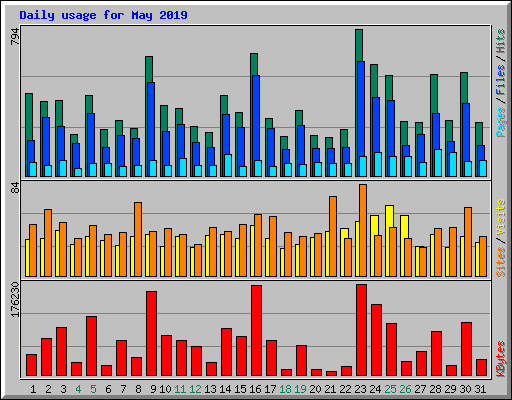 Daily usage for May 2019
794
Pages / Files / Hits
84
Sites / Visits
176230
KBytes
1 2 3 4 5 6 7 8 9 10 11 12 13 14 15 16 17 18 19 20 21 22 23 24 25 26 27 28 29 30 31